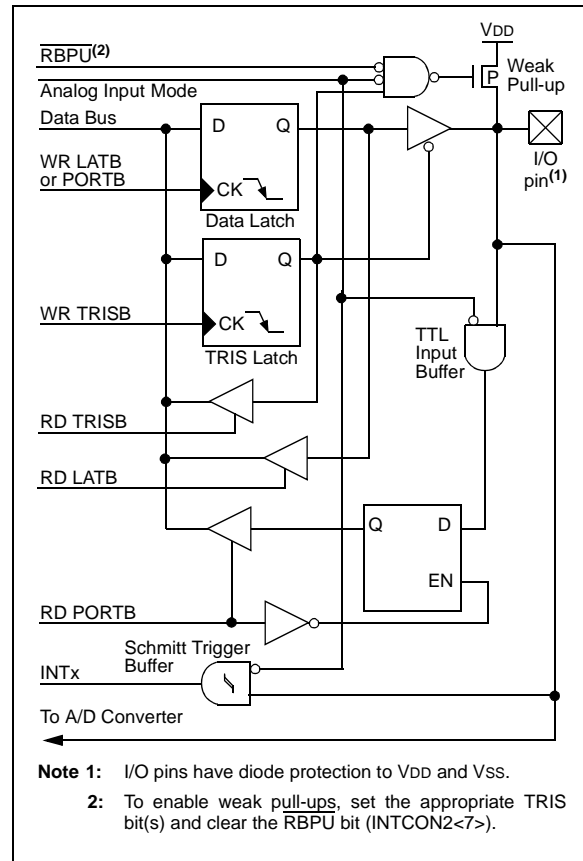 VDD
RBPU(2)
Weak
Pull-up
P
Analog Input Mode
Data Bus
D Q
I/O
pin(1)
WR LATB
or PORTB
CK
Data Latch
D Q
WR TRISB
CK
TRIS Latch
TTL
Input
Buffer
RD TRISB
RD LATB
Q D
EN
RD PORTB
Schmitt Trigger
Buffer
INTx
To A/D Converter
Note 1: I/O pins have diode protection to VDD and VSS.
2: To enable weak pull-ups, set the appropriate TRIS
bit(s) and clear the RBPU bit (INTCON2<7>).